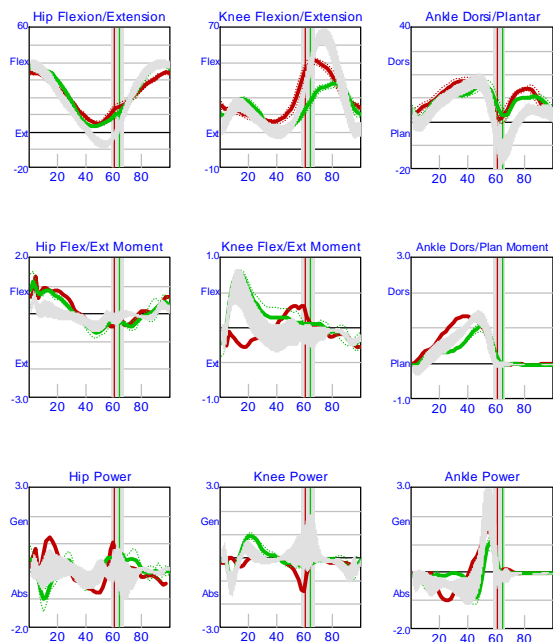 Hip Flexion/Extension
60
Flex
Ext
-20
20 40 60 80
Knee Flexion/Extension
70
Flex
Ext
-10
20 40 60 80
Ankle Dorsi/Plantar
40
Dors
Plan
-20
20 40 60 80
Hip Flex/Ext Moment
2.0
Flex
Ext
-3.0
20 40 60 80
Knee Flex/Ext Moment
1.0
Flex
Ext
-1.0
20 40 60 80
Ankle Dors/Plan Moment
3.0
Dors
Plan
-1.0
20 40 60 80
Hip Power
3.0
Gen
Abs
-2.0
20 40 60 80
Knee Power
3.0
Gen
Abs
-3.0
20 40 60 80
Ankle Power
3.0
Gen
Abs
-2.0
20 40 60 80